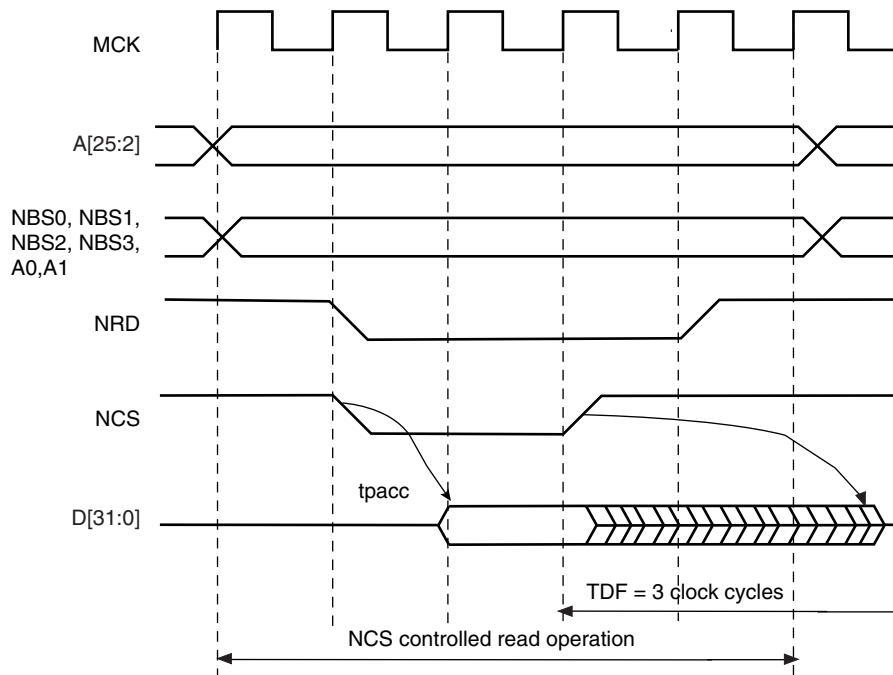 MCK
A[25:2]
NBS0, NBS1,
NBS2, NBS3,
A0,A1
NRD
NCS
tpacc
D[31:0]
TDF = 3 clock cycles
NCS controlled read operation